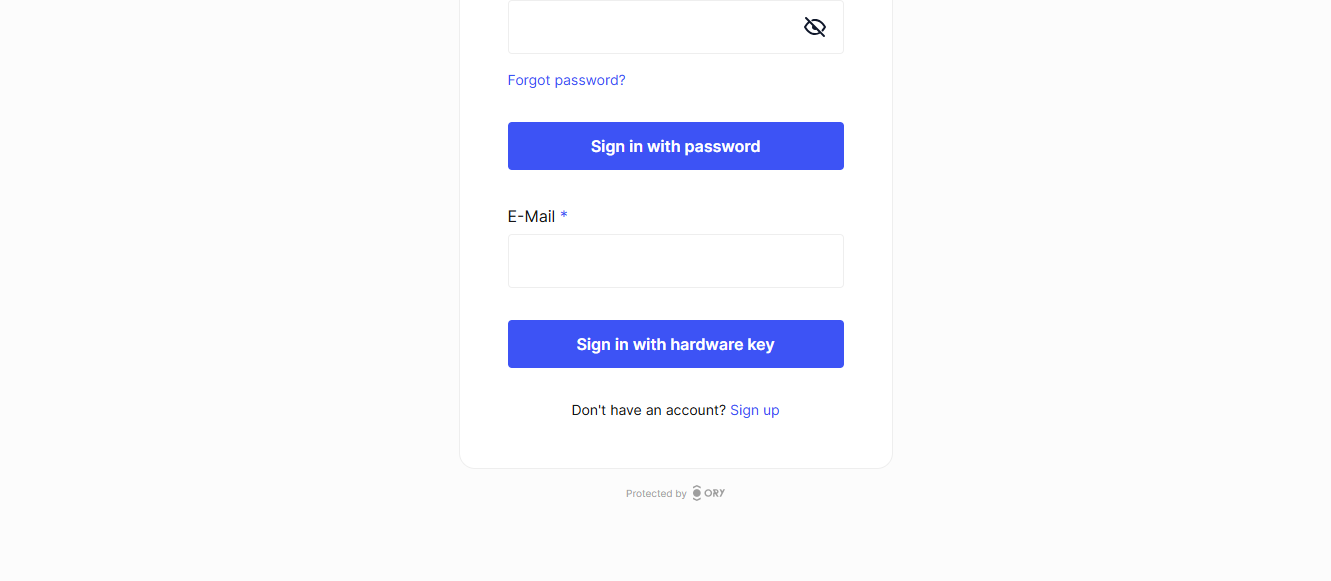 Forgot password?
Sign in with password
E-Mail *
Sign in with hardware key
Don't have an account? Sign up
Protected by ORY